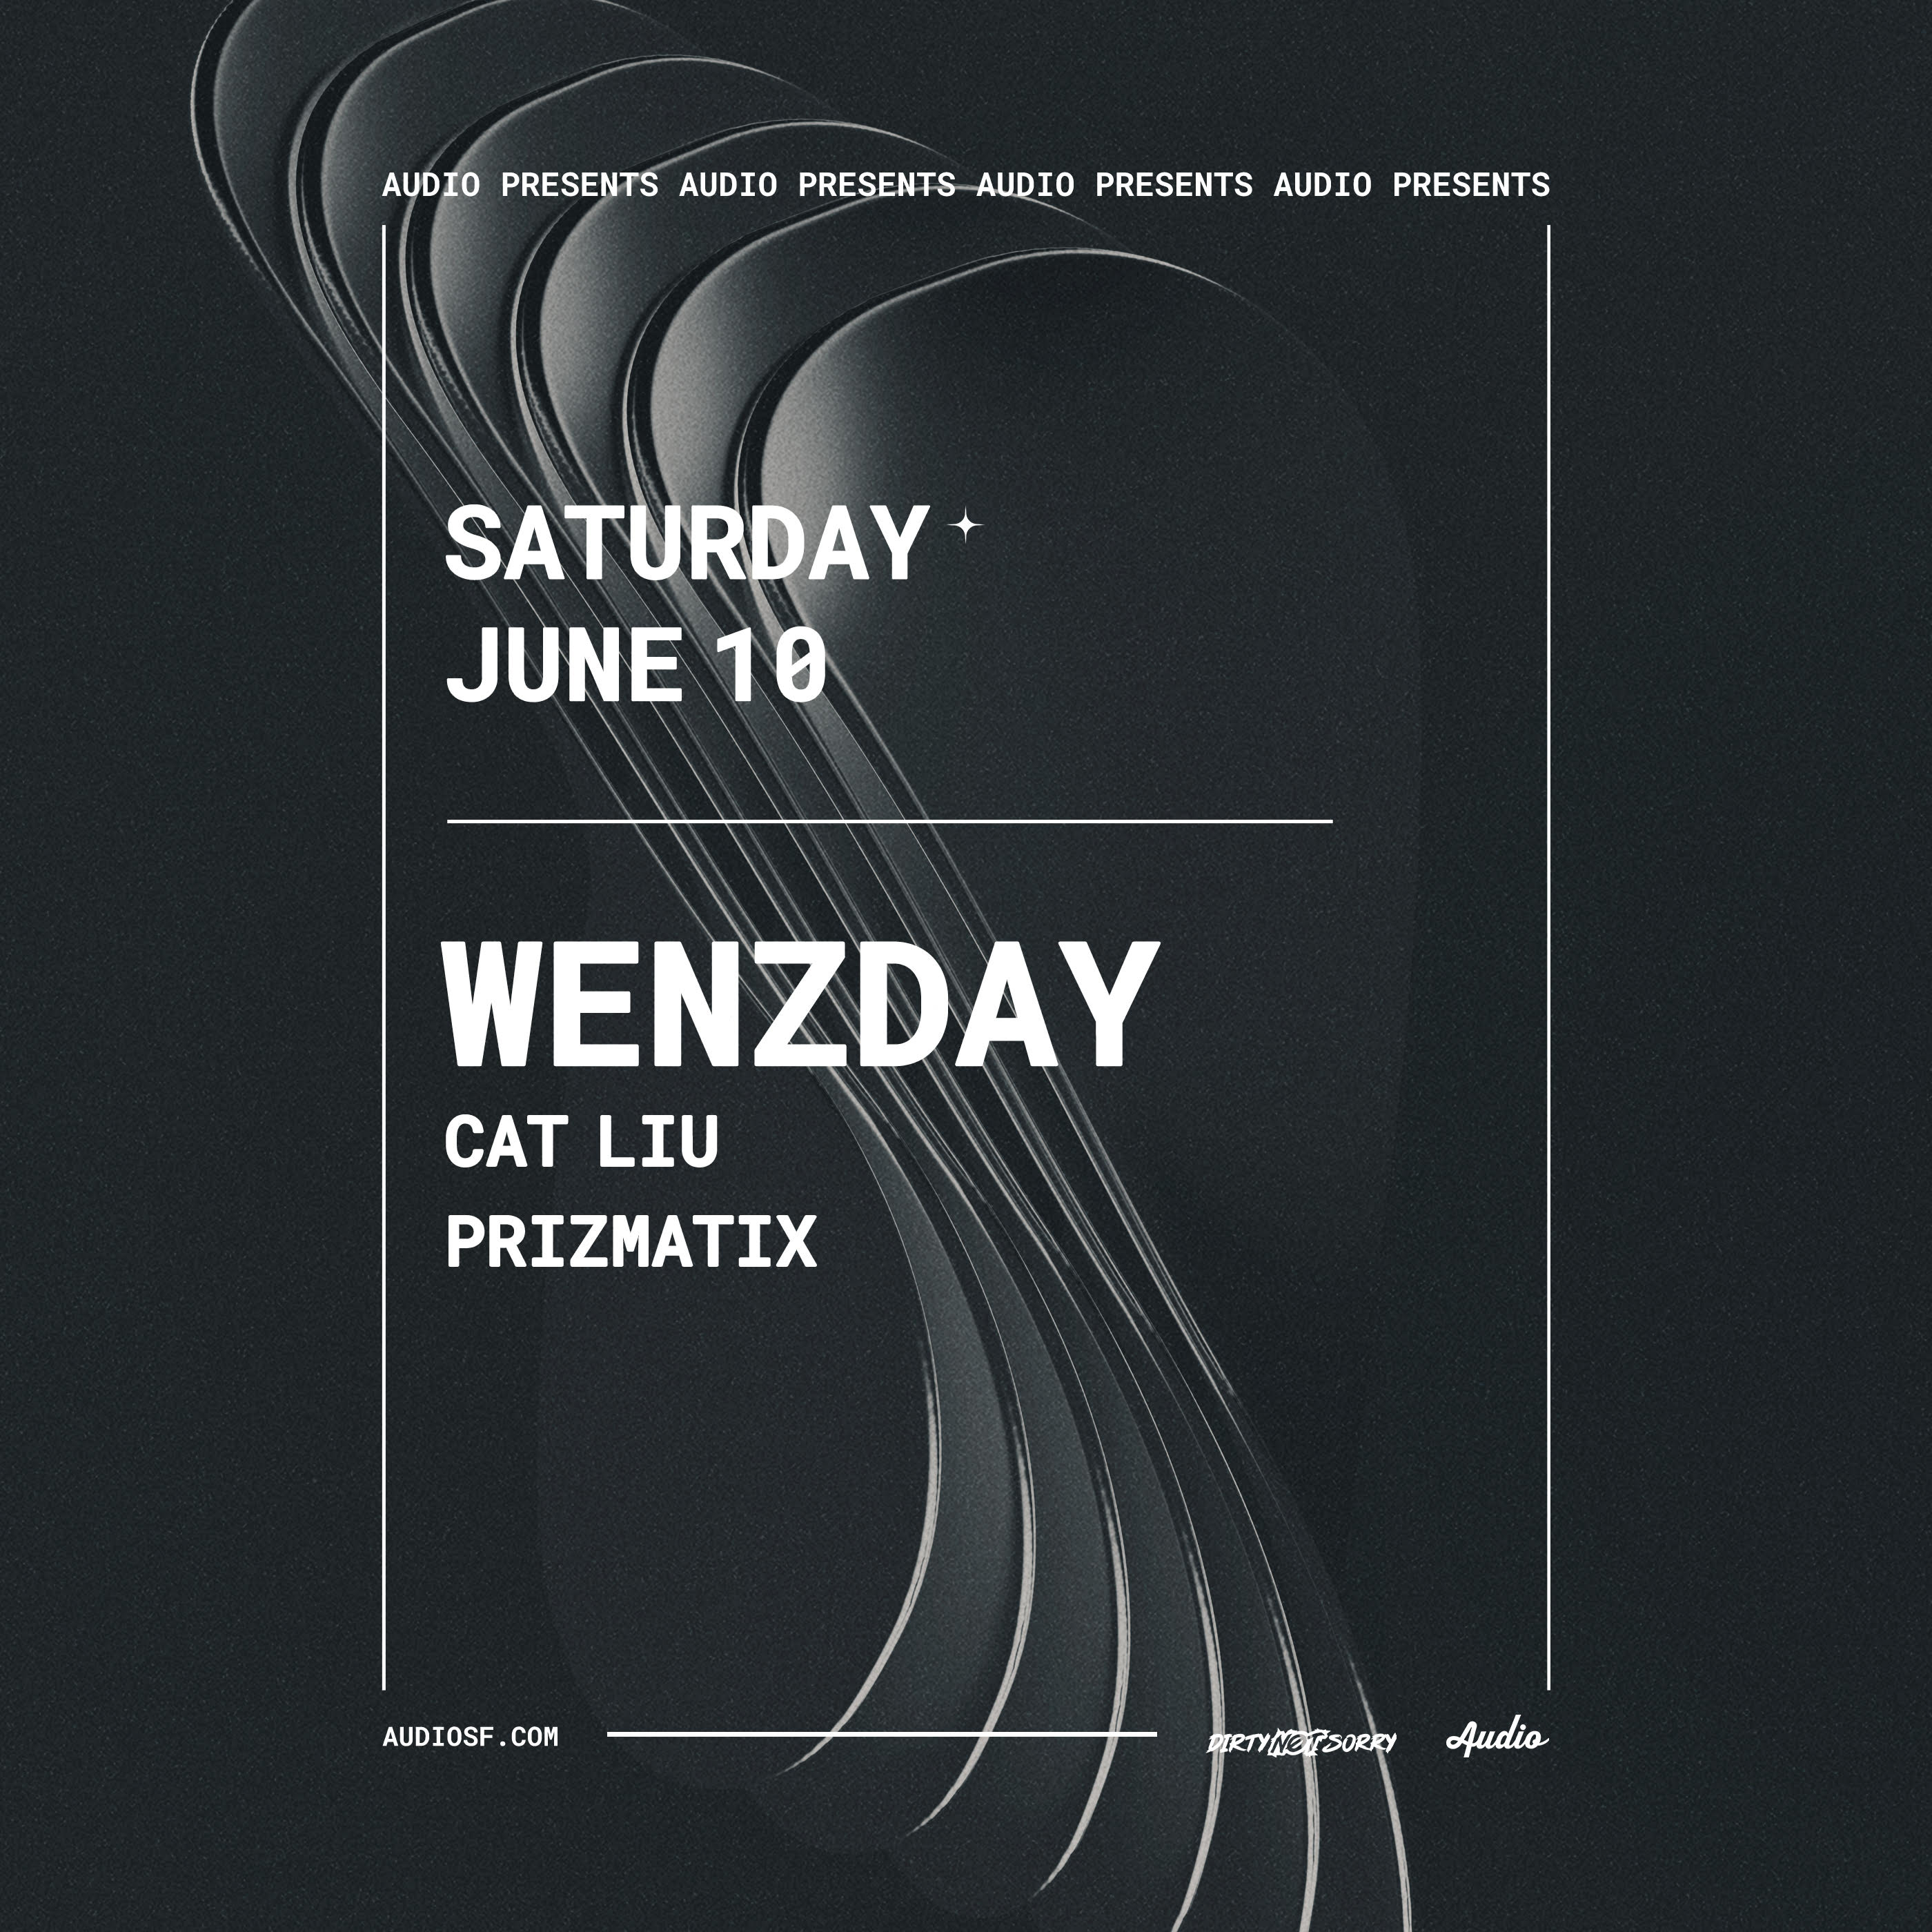 AUDIO PRESENTS AUDIO PRESENTS AUDIO PRESENTS AUDIO PRESENTS
SATURDAY
JUNE 10
WENZDAY
CAT LIU
PRIZMATIX
AUDIOSF.COM DIRTY NOT SORRY Audio